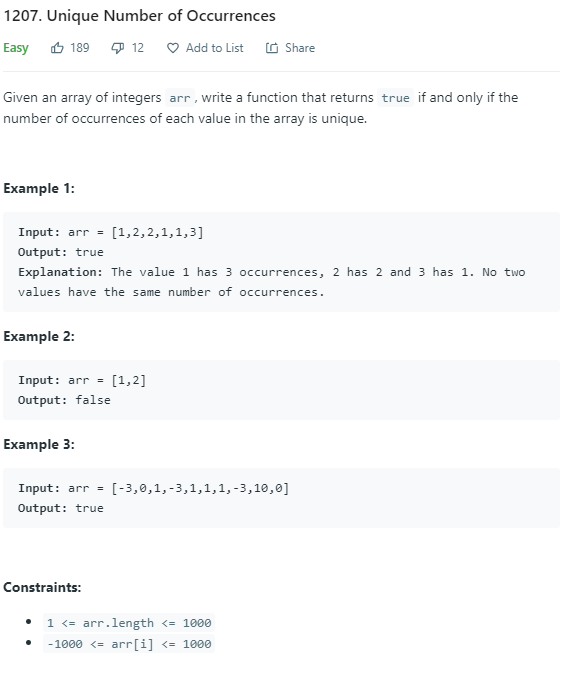 1207. Unique Number of Occurrences
Easy 189 12 Add to List Share
Given an array of integers arr , write a function that returns true if and only if the
number of occurrences of each value in the array is unique.
Example 1:
Input: arr = [1,2,2,1,1,3]
Output: true
Explanation: The value 1 has 3 occurrences, 2 has 2 and 3 has 1. No two
values have the same number of occurrences.
Example 2:
Input: arr = [1,2]
Output: false
Example 3:
Input: arr = [-3,0,1,-3,1,1,1,-3,10,0]
Output: true
Constraints:
• 1 <= arr.length <= 1000
• -1000 <= arr[i] <= 1000